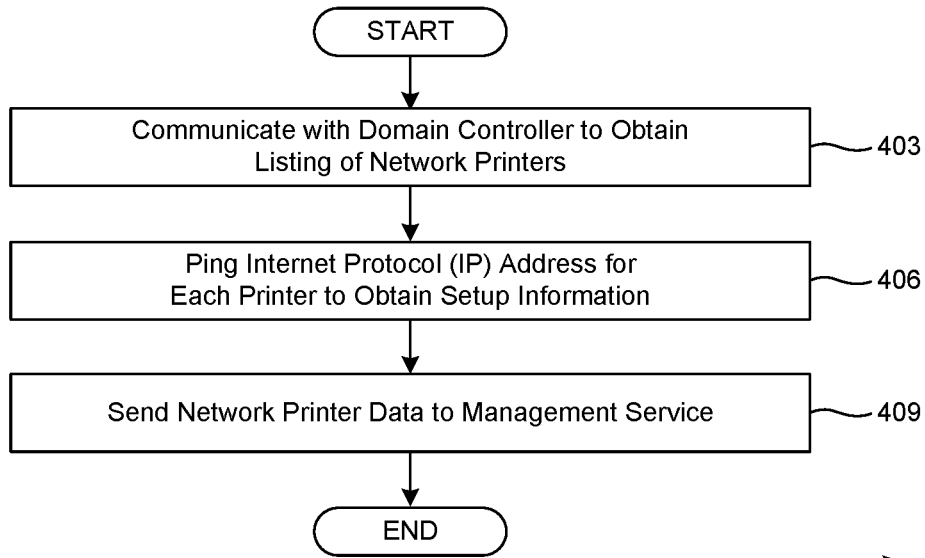 START
Communicate with Domain Controller to Obtain
Listing of Network Printers
403
Ping Internet Protocol (IP) Address for
Each Printer to Obtain Setup Information
406
Send Network Printer Data to Management Service
409
END